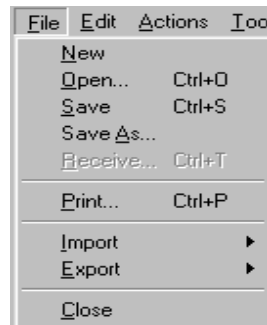 File Edit Actions Too
New
Open... Ctrl+O
Save Ctrl+S
Save As...
Receive... Ctrl+T
Print... Ctrl+P
Import
Export
Close